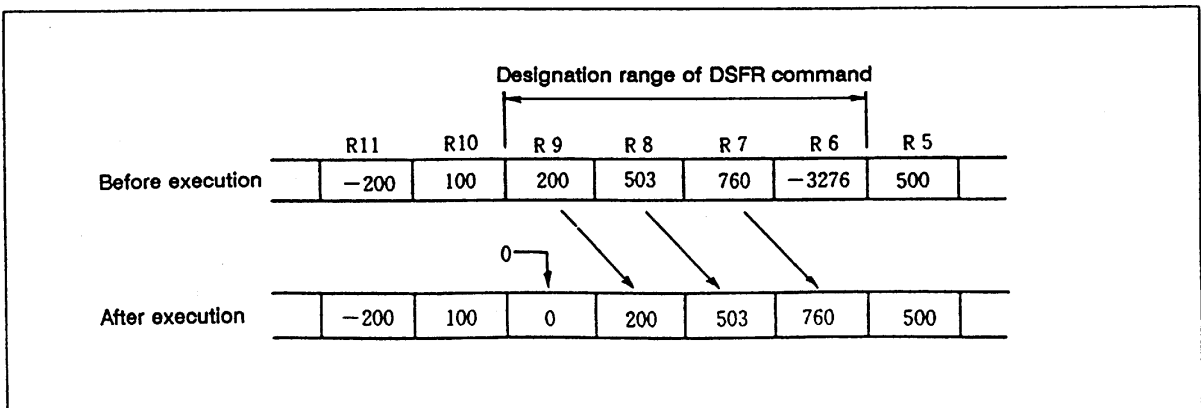 Designation range of DSFR command
R11 R10 R 9 R 8 R 7 R 6 R 5
Before execution −200 100 200 503 760 −3276 500
0
After execution −200 100 0 200 503 760 500